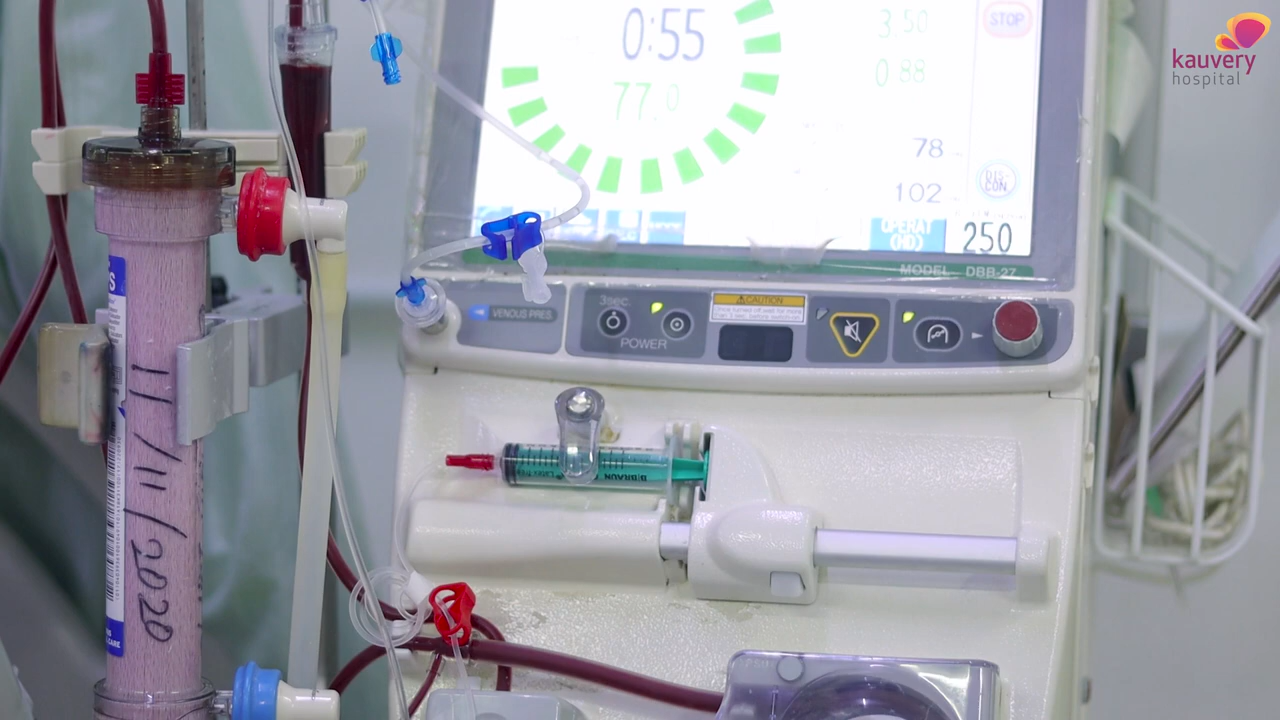 kauvery
hospital
0:55
77.0
3.50
0.88
STOP
78
102
DIS-
CON
OPERAT
(HD)
250
MODEL DBB-27
VENOUS PRES.
3sec.
POWER
CAUTION
B|BRAUN
11/11/2020